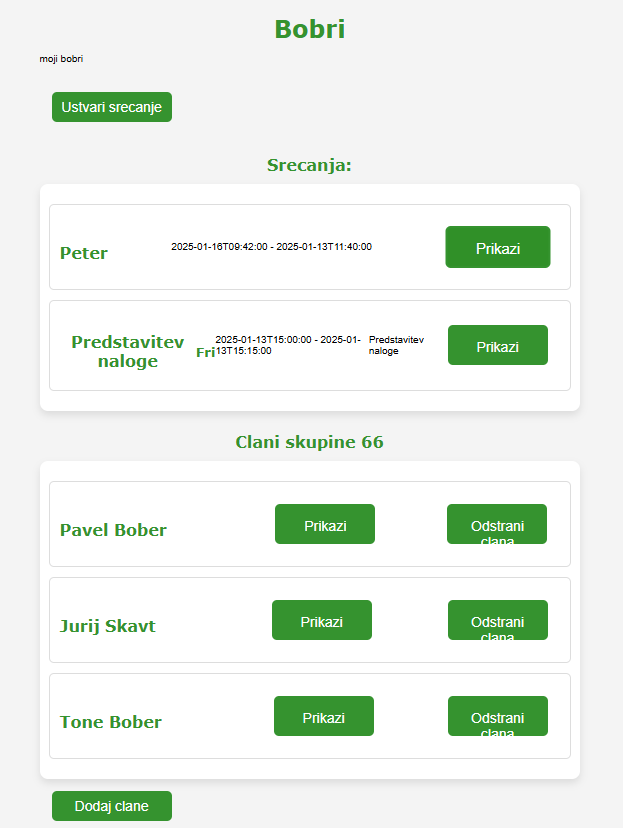 Bobri
moji bobri
Ustvari srecanje
Srecanja:
Peter
2025-01-16T09:42:00 - 2025-01-13T11:40:00
Prikazi
Predstavitev
naloge
Fri
2025-01-13T15:00:00 - 2025-01-
13T15:15:00
Predstavitev
naloge
Prikazi
Clani skupine 66
Pavel Bober
Prikazi
Odstrani
clana
Jurij Skavt
Prikazi
Odstrani
clana
Tone Bober
Prikazi
Odstrani
clana
Dodaj clane